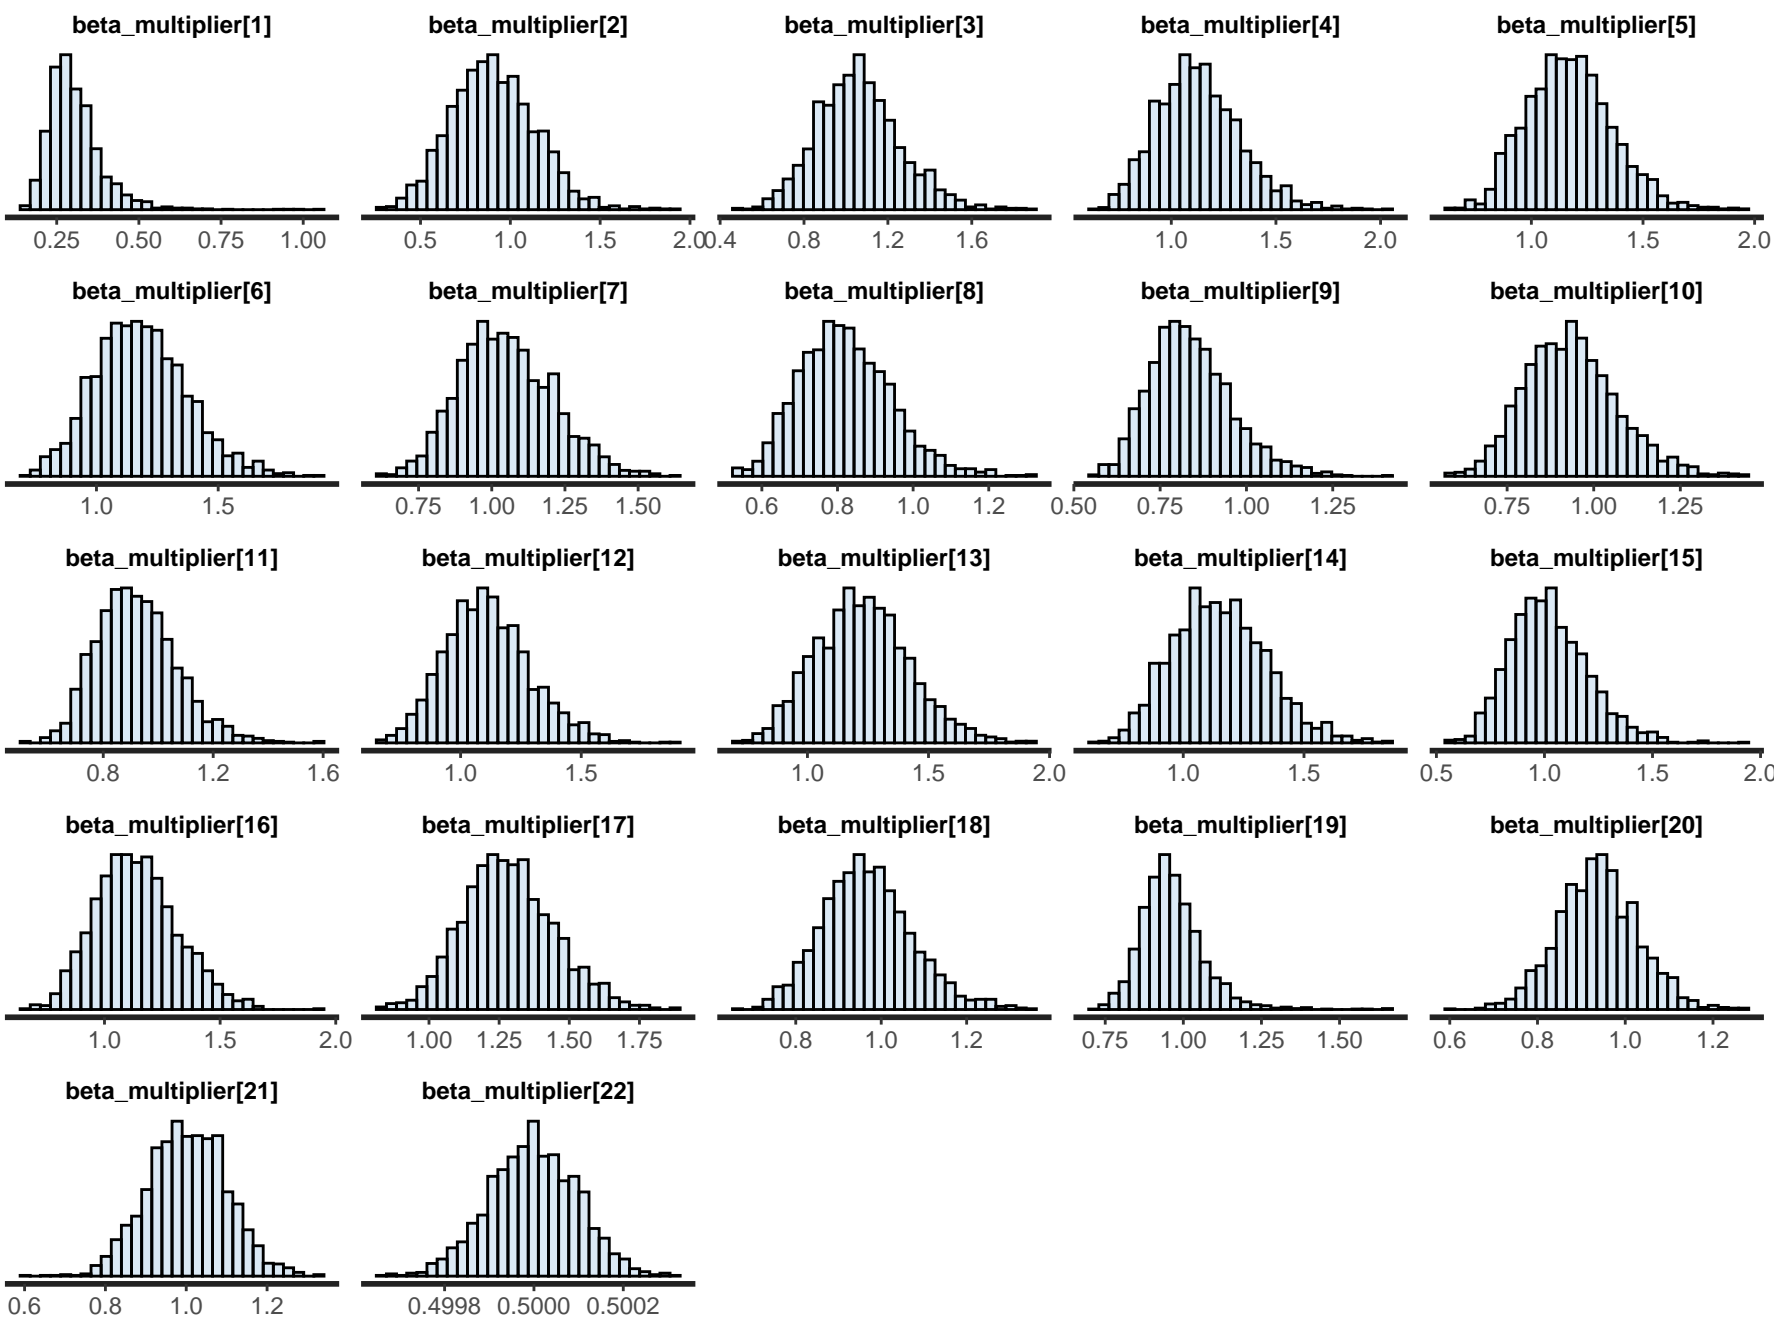 beta_multiplier[1] beta_multiplier[2] beta_multiplier[3] beta_multiplier[4] beta_multiplier[5]
0.25 0.50 0.75 1.00 0.5 1.0 1.5 2.0 0.4 0.8 1.2 1.6 1.0 1.5 2.0 1.0 1.5 2.0
beta_multiplier[6] beta_multiplier[7] beta_multiplier[8] beta_multiplier[9] beta_multiplier[10]
1.0 1.5 0.75 1.00 1.25 1.50 0.6 0.8 1.0 1.2 0.50 0.75 1.00 1.25 0.75 1.00 1.25
beta_multiplier[11] beta_multiplier[12] beta_multiplier[13] beta_multiplier[14] beta_multiplier[15]
0.8 1.2 1.6 1.0 1.5 1.0 1.5 2.0 1.0 1.5 0.5 1.0 1.5 2.0
beta_multiplier[16] beta_multiplier[17] beta_multiplier[18] beta_multiplier[19] beta_multiplier[20]
1.0 1.5 2.0 1.00 1.25 1.50 1.75 0.8 1.0 1.2 0.75 1.00 1.25 1.50 0.6 0.8 1.0 1.2
beta_multiplier[21] beta_multiplier[22]
0.6 0.8 1.0 1.2 0.4998 0.5000 0.5002